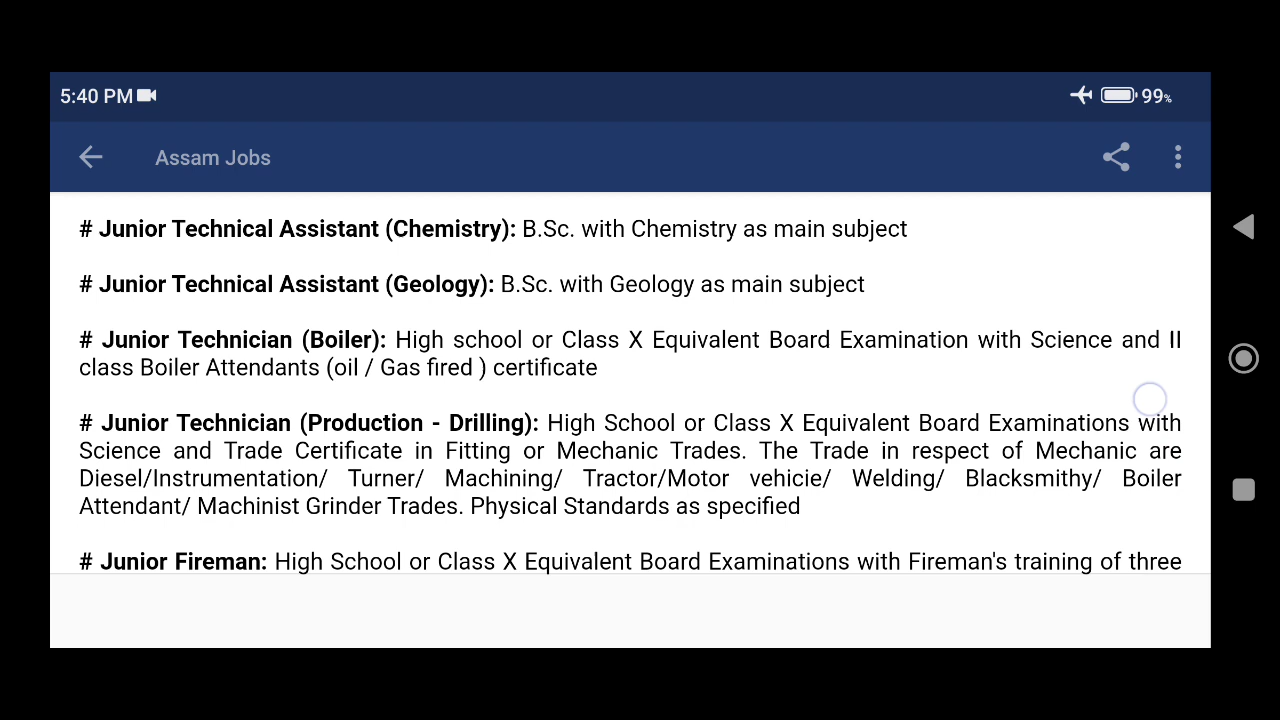 5:40 PM
99%
Assam Jobs
# Junior Technical Assistant (Chemistry): B.Sc. with Chemistry as main subject
# Junior Technical Assistant (Geology): B.Sc. with Geology as main subject
# Junior Technician (Boiler): High school or Class X Equivalent Board Examination with Science and II
class Boiler Attendants (oil / Gas fired ) certificate
# Junior Technician (Production - Drilling): High School or Class X Equivalent Board Examinations with
Science and Trade Certificate in Fitting or Mechanic Trades. The Trade in respect of Mechanic are
Diesel/Instrumentation/ Turner/ Machining/ Tractor/Motor vehicie/ Welding/ Blacksmithy/ Boiler
Attendant/ Machinist Grinder Trades. Physical Standards as specified
# Junior Fireman: High School or Class X Equivalent Board Examinations with Fireman's training of three